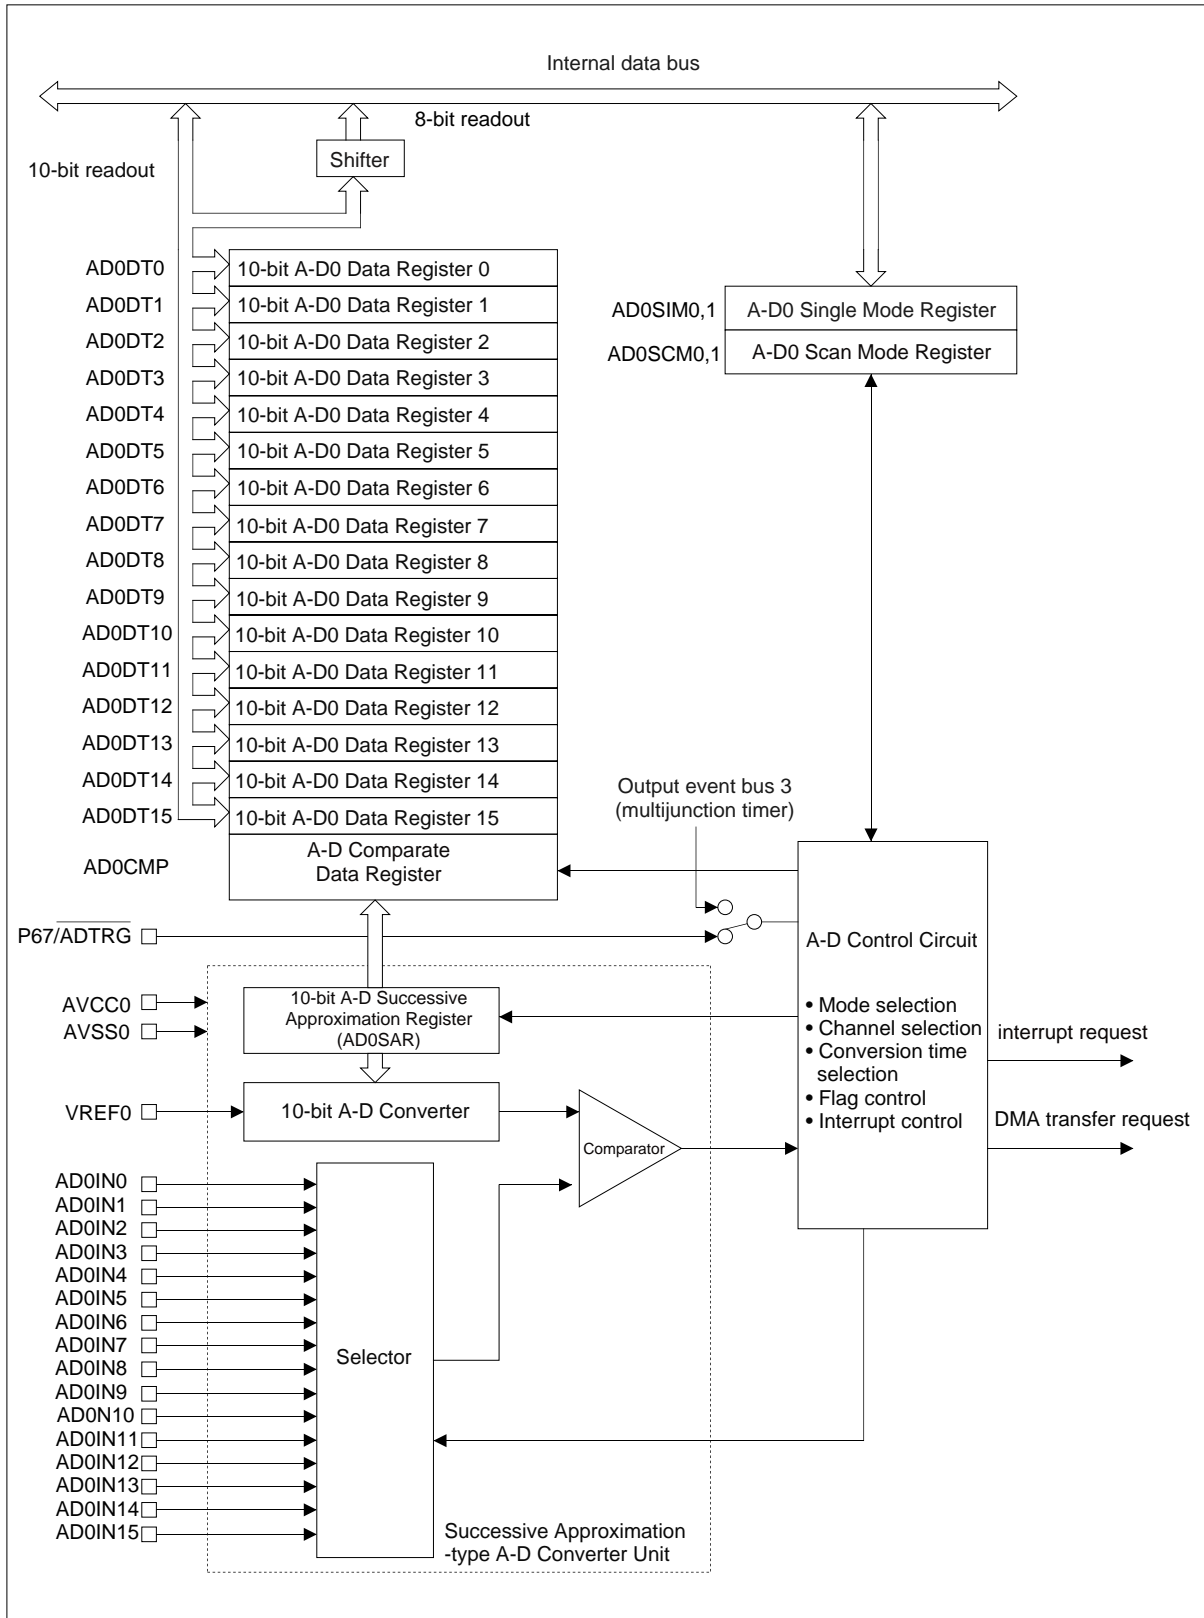 Internal data bus
8-bit readout
Shifter
10-bit readout
AD0DT0 10-bit A-D0 Data Register 0
AD0DT1 10-bit A-D0 Data Register 1
AD0DT2 10-bit A-D0 Data Register 2
AD0DT3 10-bit A-D0 Data Register 3
AD0DT4 10-bit A-D0 Data Register 4
AD0DT5 10-bit A-D0 Data Register 5
AD0DT6 10-bit A-D0 Data Register 6
AD0DT7 10-bit A-D0 Data Register 7
AD0DT8 10-bit A-D0 Data Register 8
AD0DT9 10-bit A-D0 Data Register 9
AD0DT10 10-bit A-D0 Data Register 10
AD0DT11 10-bit A-D0 Data Register 11
AD0DT12 10-bit A-D0 Data Register 12
AD0DT13 10-bit A-D0 Data Register 13
AD0DT14 10-bit A-D0 Data Register 14
AD0DT15 10-bit A-D0 Data Register 15
AD0CMP
A-D Comparate
Data Register
AD0SIM0,1 A-D0 Single Mode Register
AD0SCM0,1 A-D0 Scan Mode Register
Output event bus 3
(multijunction timer)
P67/ADTRG
AVCC0
AVSS0
VREF0
10-bit A-D Successive
Approximation Register
(AD0SAR)
10-bit A-D Converter
Comparator
A-D Control Circuit
• Mode selection
• Channel selection
• Conversion time
selection
• Flag control
• Interrupt control
interrupt request
DMA transfer request
AD0IN0
AD0IN1
AD0IN2
AD0IN3
AD0IN4
AD0IN5
AD0IN6
AD0IN7
AD0IN8
AD0IN9
AD0N10
AD0IN11
AD0IN12
AD0IN13
AD0IN14
AD0IN15
Selector
Successive Approximation
-type A-D Converter Unit